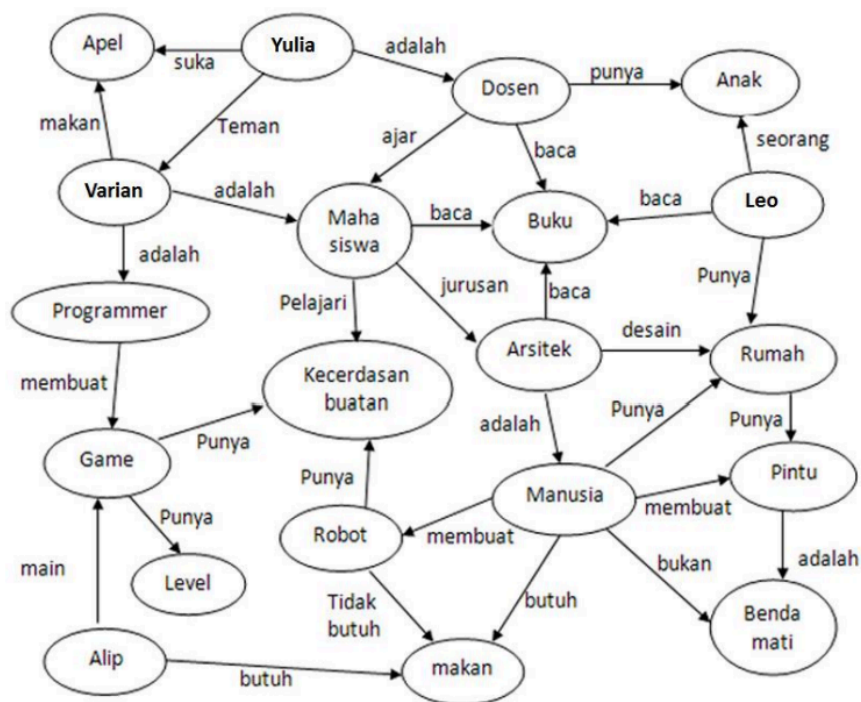 Apel
suka
Yulia
adalah
Dosen
punya
Anak
makan
Teman
ajar
baca
seorang
Varian
adalah
Maha
siswa
baca
Buku
baca
Leo
adalah
Programmer
Pelajari
jurusan
baca
Punya
Arsitek
desain
Rumah
membuat
Kecerdasan
buatan
adalah
Punya
Punya
Game
Punya
Punya
Manusia
membuat
Pintu
Punya
Robot
membuat
bukan
adalah
main
Level
Tidak
butuh
butuh
Benda
mati
Alip
butuh
makan